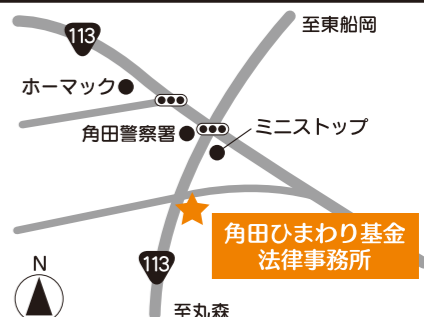 113
至東船岡
ホーマック
角田警察署
ミニストップ
角田ひまわり基金
法律事務所
N
113
至丸森